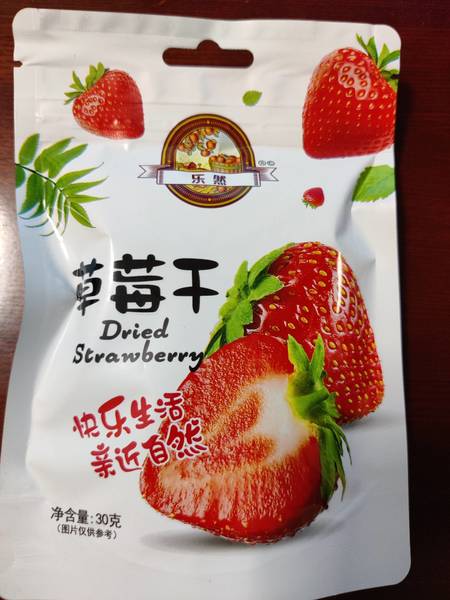 乐然
草莓干
Dried
Strawberry
快乐生活
亲近自然
净含量:30克
(图片仅供参考)